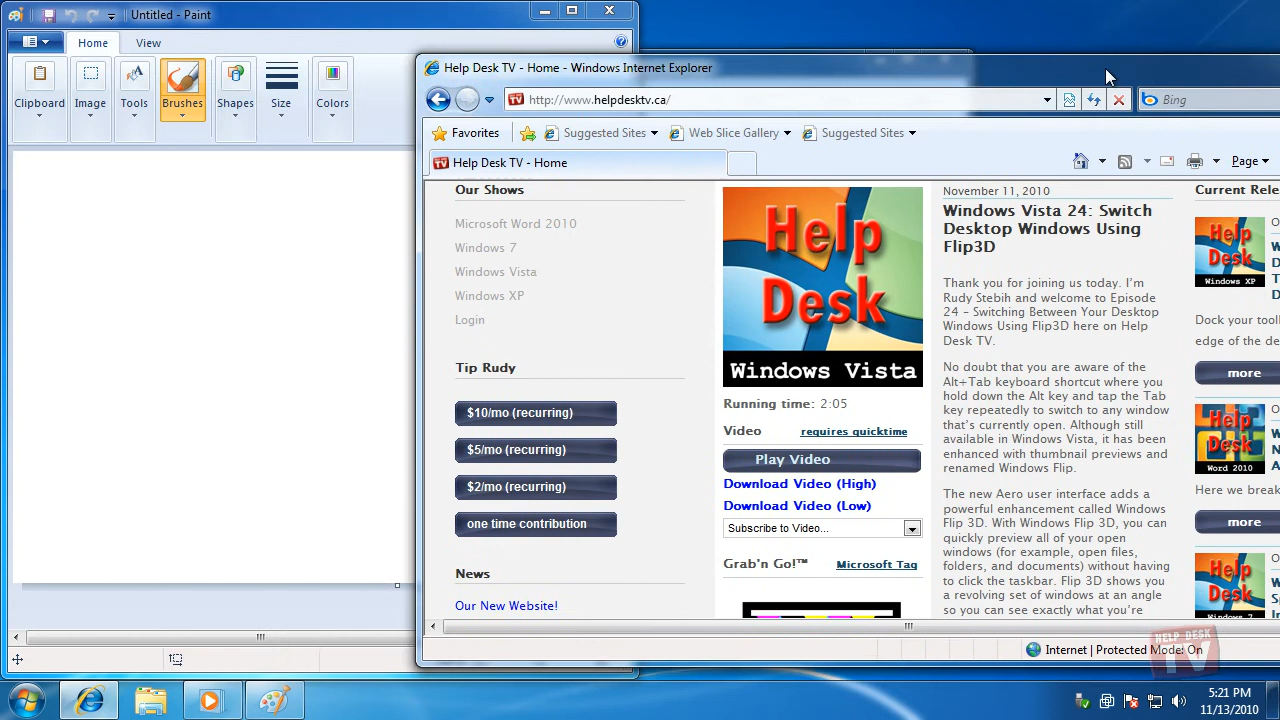 Untitled - Paint
Home
View
Clipboard
Image
Tools
Brushes
Shapes
Size
Colors
Help Desk TV - Home - Windows Internet Explorer
http://www.helpdesktv.ca/
Bing
Favorites
Suggested Sites
Web Slice Gallery
Suggested Sites
Help Desk TV - Home
Page
Our Shows
Microsoft Word 2010
Windows 7
Windows Vista
Windows XP
Login
Tip Rudy
$10/mo (recurring)
$5/mo (recurring)
$2/mo (recurring)
one time contribution
News
Our New Website!
Help
Desk
Windows Vista
Running time: 2:05
Video
requires quicktime
Play Video
Download Video (High)
Download Video (Low)
Subscribe to Video...
Grab'n Go!™
Microsoft Tag
November 11, 2010
Windows Vista 24: Switch
Desktop Windows Using
Flip3D
Thank you for joining us today. I'm
Rudy Stebih and welcome to Episode
24 – Switching Between Your Desktop
Windows Using Flip3D here on Help
Desk TV.
No doubt that you are aware of the
Alt+Tab keyboard shortcut where you
hold down the Alt key and tap the Tab
key repeatedly to switch to any window
that's currently open. Although still
available in Windows Vista, it has been
enhanced with thumbnail previews and
renamed Windows Flip.
The new Aero user interface adds a
powerful enhancement called Windows
Flip 3D. With Windows Flip 3D, you can
quickly preview all of your open
windows (for example, open files,
folders, and documents) without having
to click the taskbar. Flip 3D shows you
a revolving set of windows at an angle
so you can see exactly what you're
Current Rele
Help
Desk
Windows XP
Dock your tool
edge of the de
more
Help
Desk
Word 2010
Here we break
more
Help
Desk
Windows 7
Internet | Protected Mode: On
HELP DESK
TV
5:21 PM
11/13/2010